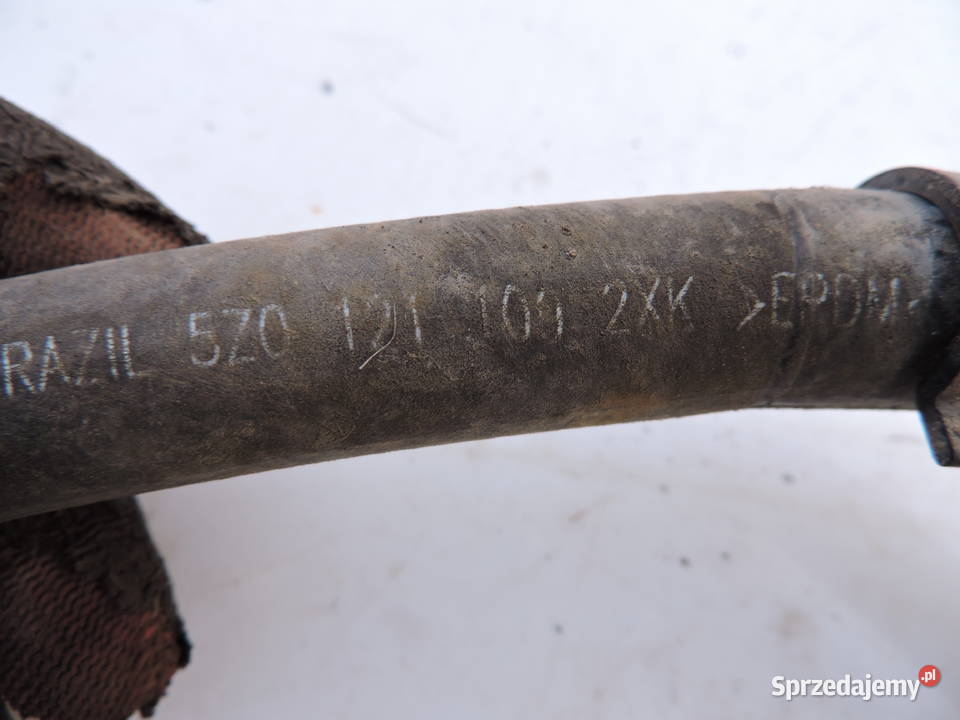 RAZIL 5Z0 121 101 2XK >EPDM<
Sprzedajemy.pl